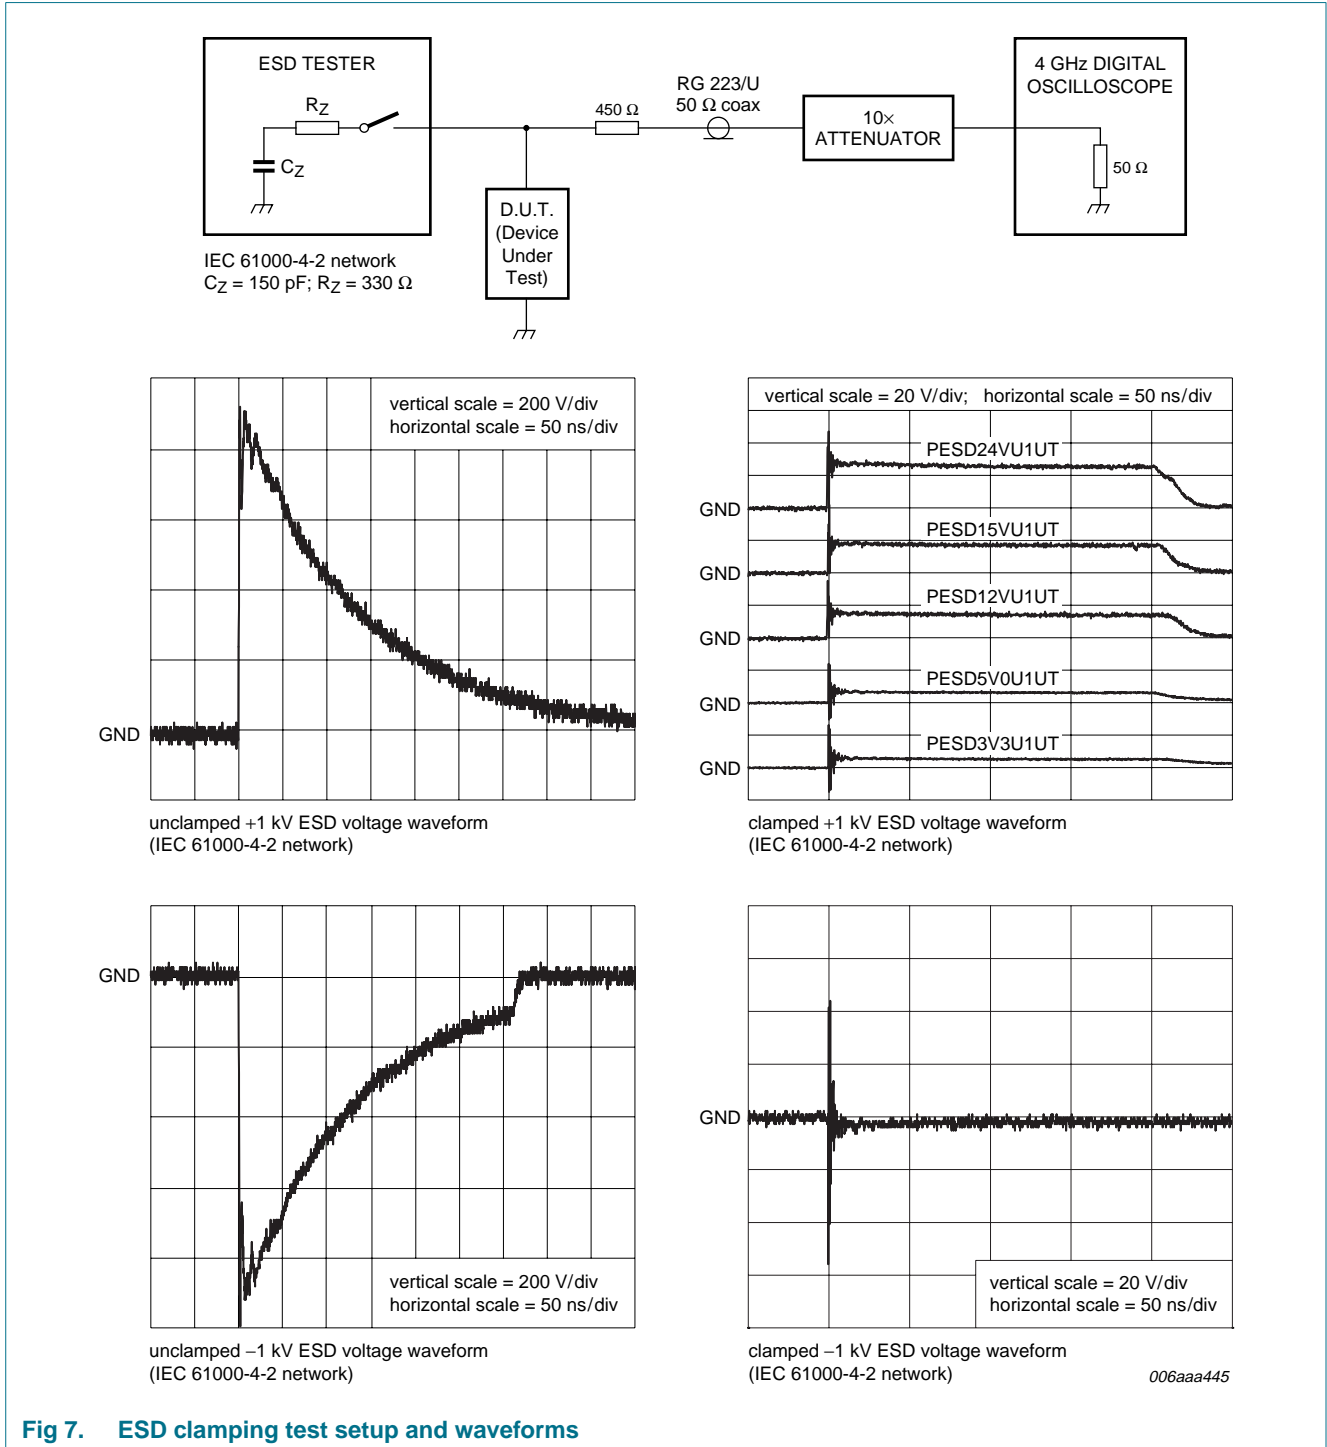 ESD TESTER
RZ
CZ
IEC 61000-4-2 network
CZ = 150 pF; RZ = 330 Ω
D.U.T.
(Device
Under
Test)
450 Ω
RG 223/U
50 Ω coax
10×
ATTENUATOR
4 GHz DIGITAL
OSCILLOSCOPE
50 Ω
vertical scale = 200 V/div
horizontal scale = 50 ns/div
GND
unclamped +1 kV ESD voltage waveform
(IEC 61000-4-2 network)
vertical scale = 20 V/div; horizontal scale = 50 ns/div
PESD24VU1UT
GND
PESD15VU1UT
GND
PESD12VU1UT
GND
PESD5V0U1UT
GND
PESD3V3U1UT
GND
clamped +1 kV ESD voltage waveform
(IEC 61000-4-2 network)
GND
vertical scale = 200 V/div
horizontal scale = 50 ns/div
unclamped −1 kV ESD voltage waveform
(IEC 61000-4-2 network)
GND
vertical scale = 20 V/div
horizontal scale = 50 ns/div
clamped −1 kV ESD voltage waveform
(IEC 61000-4-2 network)
006aaa445
Fig 7. ESD clamping test setup and waveforms